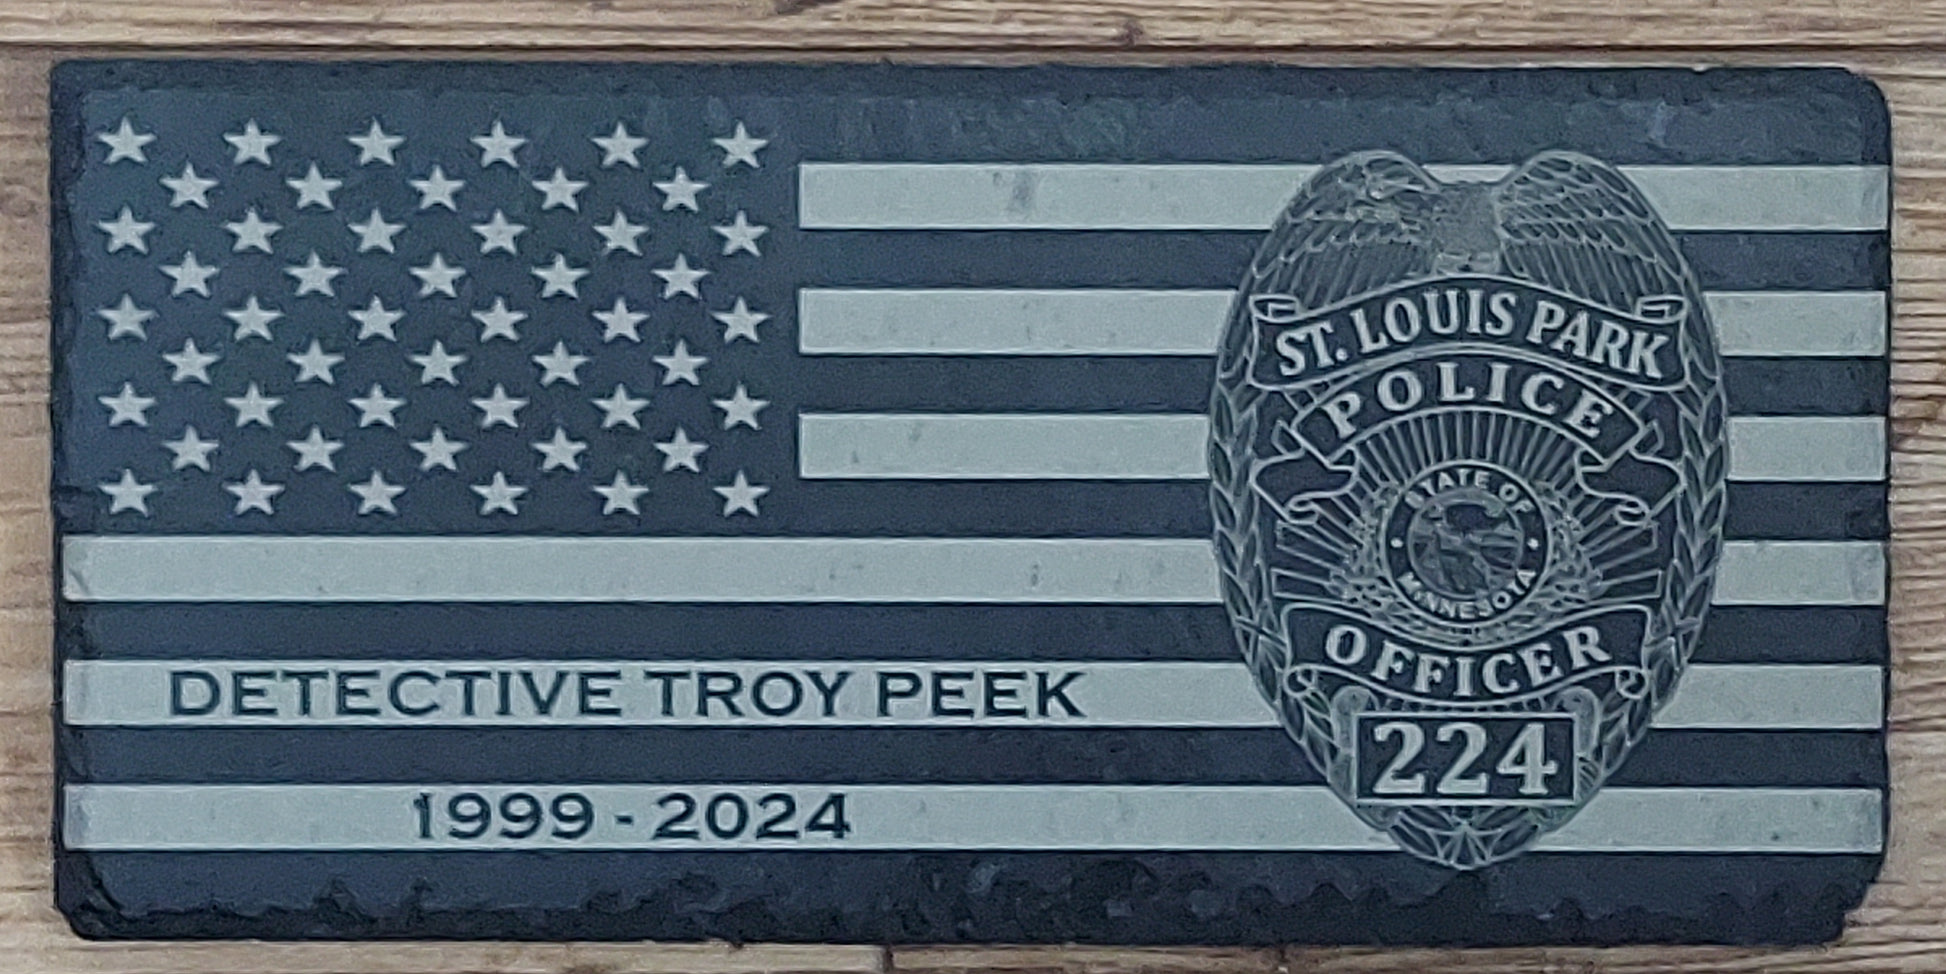 ST. LOUIS PARK
POLICE
STATE OF
MINNESOTA
OFFICER
224
DETECTIVE TROY PEEK
1999 - 2024